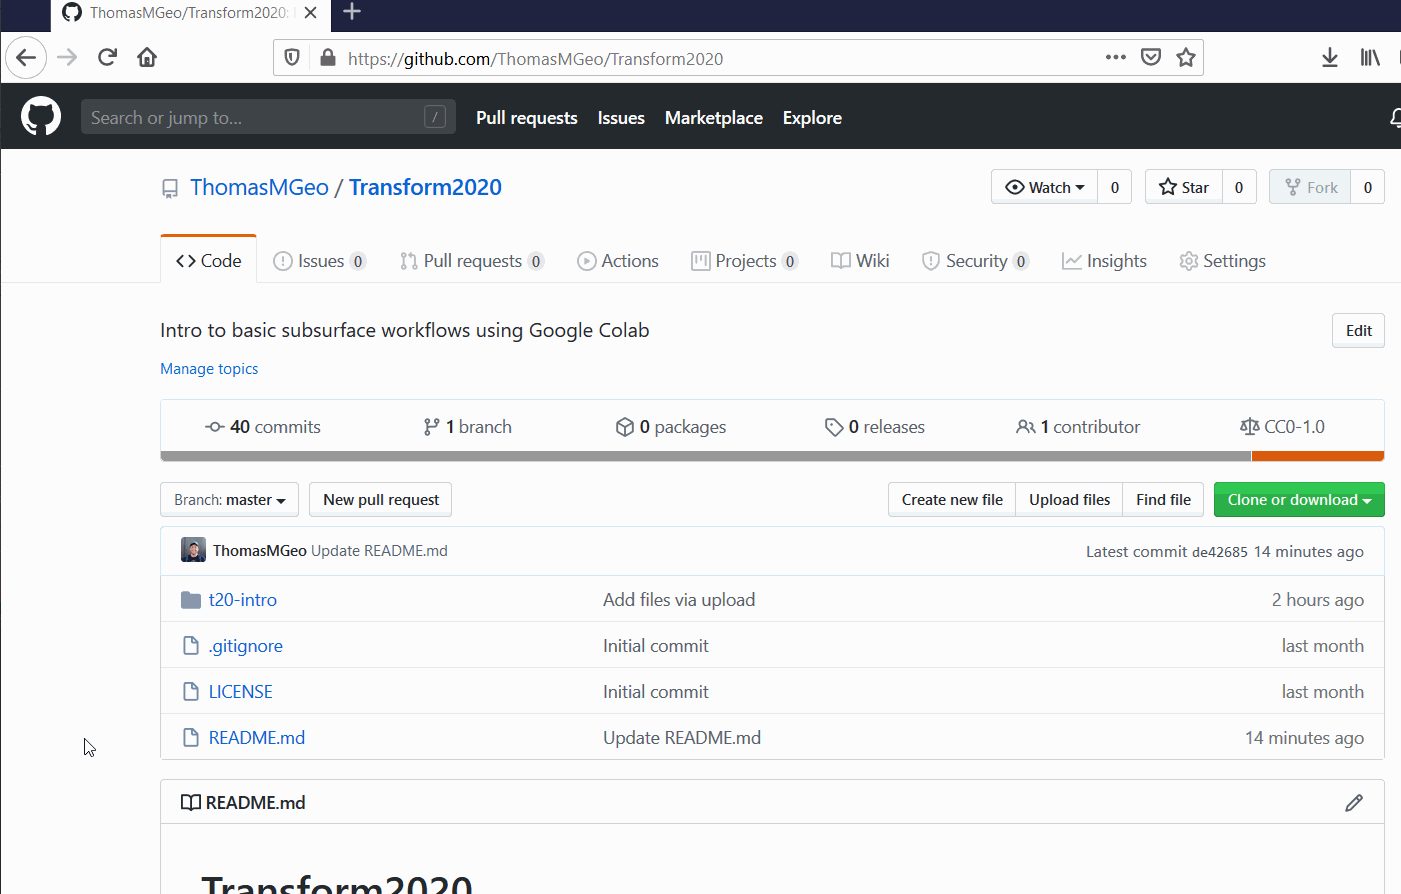 ThomasMGeo/Transform2020:
https://github.com/ThomasMGeo/Transform2020
Search or jump to... / Pull requests Issues Marketplace Explore
ThomasMGeo / Transform2020 Watch 0 Star 0 Fork 0
Code Issues 0 Pull requests 0 Actions Projects 0 Wiki Security 0 Insights Settings
Intro to basic subsurface workflows using Google Colab Edit
Manage topics
40 commits 1 branch 0 packages 0 releases 1 contributor CC0-1.0
Branch: master New pull request Create new file Upload files Find file Clone or download
ThomasMGeo Update README.md Latest commit de42685 14 minutes ago
t20-intro Add files via upload 2 hours ago
.gitignore Initial commit last month
LICENSE Initial commit last month
README.md Update README.md 14 minutes ago
README.md
Transform2020